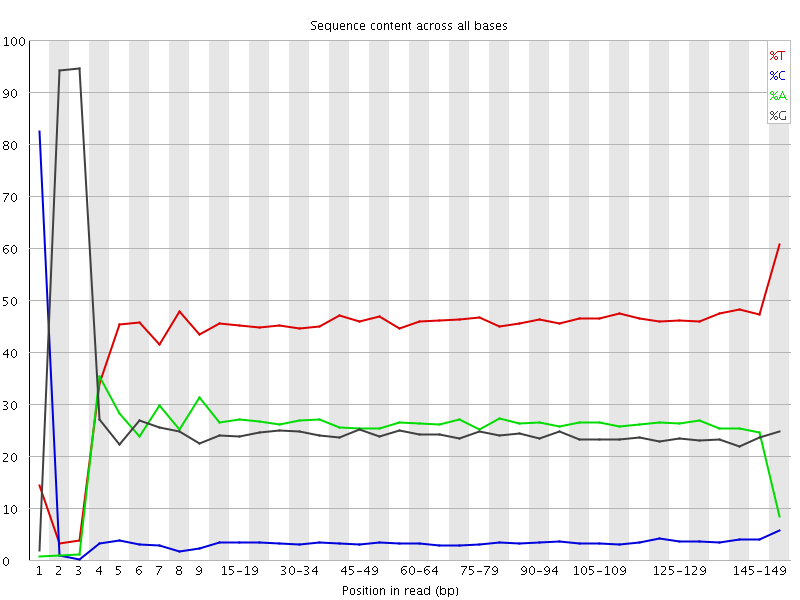 Sequence content across all bases
%T
%C
%A
%G
100
90
80
70
60
50
40
30
20
10
0
1 2 3 4 5 6 7 8 9 15-19 30-34 45-49 60-64 75-79 90-94 105-109 125-129 145-149
Position in read (bp)